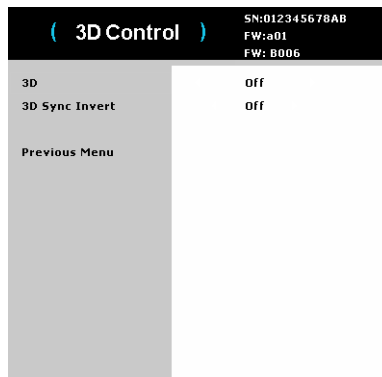 ( 3D Control )
SN:012345678AB
FW:a01
FW: B006
3D Off
3D Sync Invert Off
Previous Menu